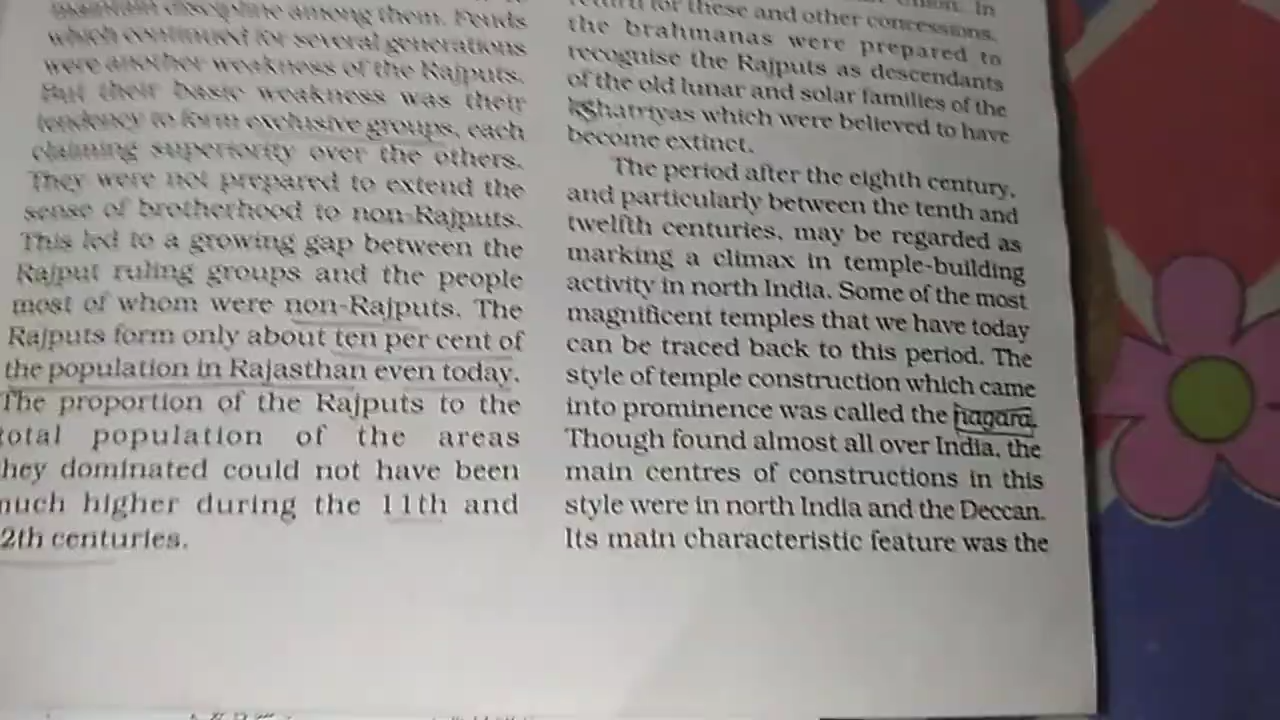 maintain discipline among them. Feuds
which continued for several generations
were another weakness of the Rajputs.
But their basic weakness was their
tendency to form exclusive groups, each
claiming superiority over the others.
They were not prepared to extend the
sense of brotherhood to non-Rajputs.
This led to a growing gap between the
Rajput ruling groups and the people
most of whom were non-Rajputs. The
Rajputs form only about ten per cent of
the population in Rajasthan even today.
The proportion of the Rajputs to the
total population of the areas
hey dominated could not have been
much higher during the 11th and
2th centuries.
return for these and other concessions,
the brahmanas were prepared to
recognise the Rajputs as descendants
of the old lunar and solar families of the
kshatriyas which were believed to have
become extinct.
The period after the eighth century,
and particularly between the tenth and
twelfth centuries, may be regarded as
marking a climax in temple-building
activity in north India. Some of the most
magnificent temples that we have today
can be traced back to this period. The
style of temple construction which came
into prominence was called the nagara.
Though found almost all over India, the
main centres of constructions in this
style were in north India and the Deccan.
Its main characteristic feature was the